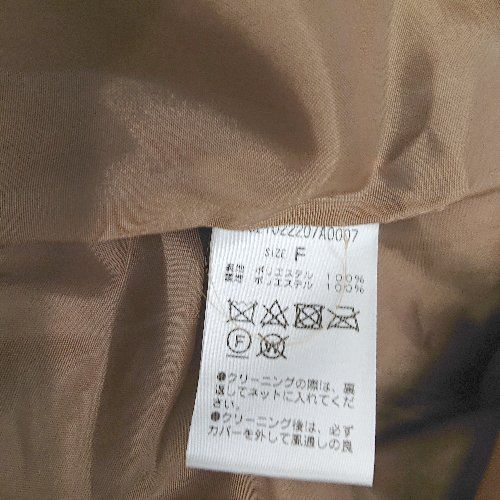 022207A0007
SIZE F
表地 ポリエステル 100%
裏地 ポリエステル 100%
F
W
●クリーニングの際は、裏
返してネットに入れてくだ
さい。
●クリーニング後は、必ず
カバーを外して風通しの良